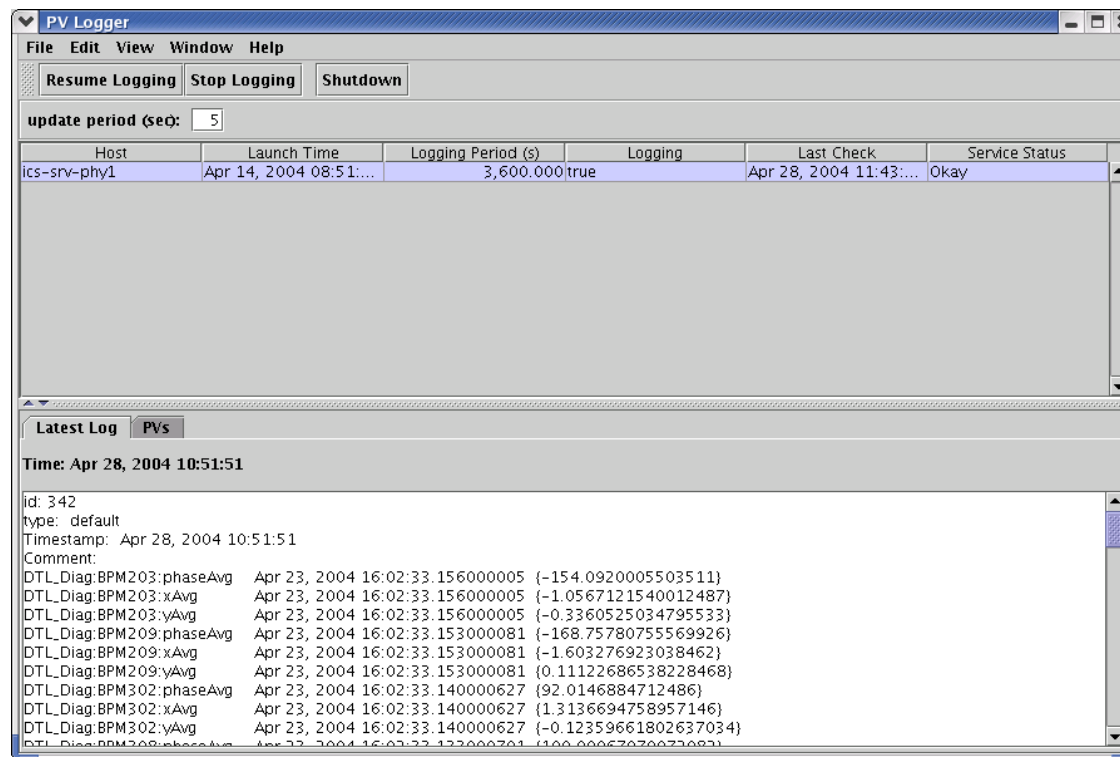 PV Logger
File Edit View Window Help
Resume Logging Stop Logging Shutdown
update period (sec): 5
Host Launch Time Logging Period (s) Logging Last Check Service Status
ics-srv-phy1 Apr 14, 2004 08:51:... 3,600.000 true Apr 28, 2004 11:43:... Okay
Latest Log PVs
Time: Apr 28, 2004 10:51:51
id: 342
type: default
Timestamp: Apr 28, 2004 10:51:51
Comment:
DTL_Diag:BPM203:phaseAvg Apr 23, 2004 16:02:33.156000005 {-154.0920005503511}
DTL_Diag:BPM203:xAvg Apr 23, 2004 16:02:33.156000005 {-1.0567121540012487}
DTL_Diag:BPM203:yAvg Apr 23, 2004 16:02:33.156000005 {-0.3360525034795533}
DTL_Diag:BPM209:phaseAvg Apr 23, 2004 16:02:33.153000081 {-168.75780755569926}
DTL_Diag:BPM209:xAvg Apr 23, 2004 16:02:33.153000081 {-1.603276923038462}
DTL_Diag:BPM209:yAvg Apr 23, 2004 16:02:33.153000081 {0.11122686538228468}
DTL_Diag:BPM302:phaseAvg Apr 23, 2004 16:02:33.140000627 {92.0146884712486}
DTL_Diag:BPM302:xAvg Apr 23, 2004 16:02:33.140000627 {1.3136694758957146}
DTL_Diag:BPM302:yAvg Apr 23, 2004 16:02:33.140000627 {-0.12359661802637034}
DTL_Diag:BPM308:phaseAvg Apr 23, 2004